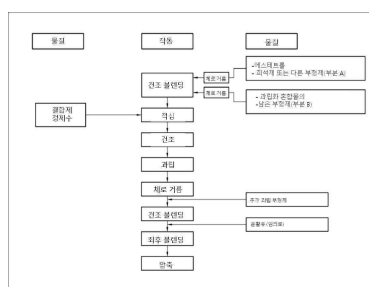 물질
작동
물질
-에스테트롤
- 희석제 또는 다른 부형제(부분 A)
체로 거름
건조 블렌딩
체로 거름
- 과립화 혼합물의
-남은 부형제(부분 B)
결합제
정제수
적심
건조
과립
체로 거름
추가 과립 부형제
건조 블렌딩
윤활유 (임의로)
최후 블렌딩
압축